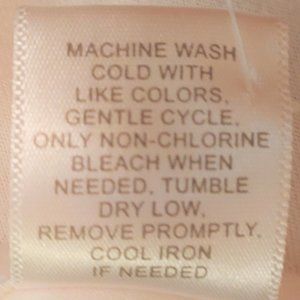 MACHINE WASH
COLD WITH
LIKE COLORS,
GENTLE CYCLE,
ONLY NON-CHLORINE
BLEACH WHEN
NEEDED, TUMBLE
DRY LOW,
REMOVE PROMPTLY.
COOL IRON
IF NEEDED